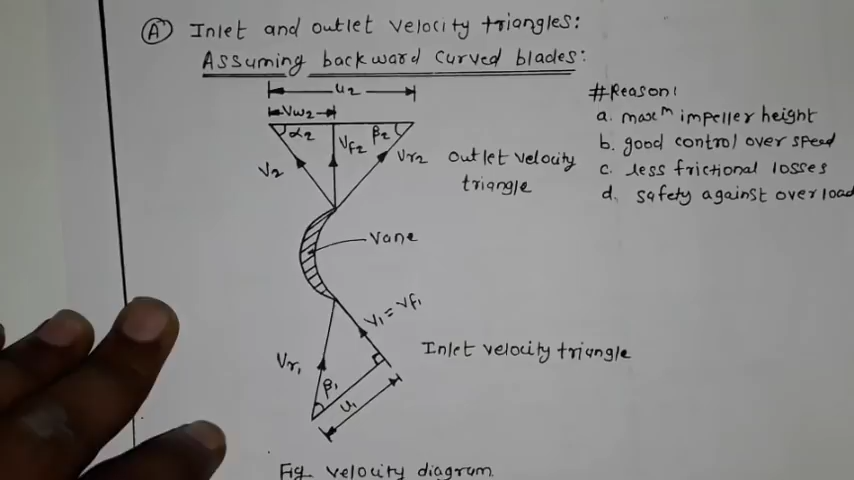 (A) Inlet and outlet velocity triangles:
Assuming backward curved blades:
u2
Vw2
α2
Vf2
β2
V2
Vr2
outlet velocity
triangle
# Reason:
a. maxᵐ impeller height
b. good control over speed
c. less frictional losses
d. safety against overload
Vane
V1 = Vf1
Vr1
β1
u1
Inlet velocity triangle
Fig. velocity diagram